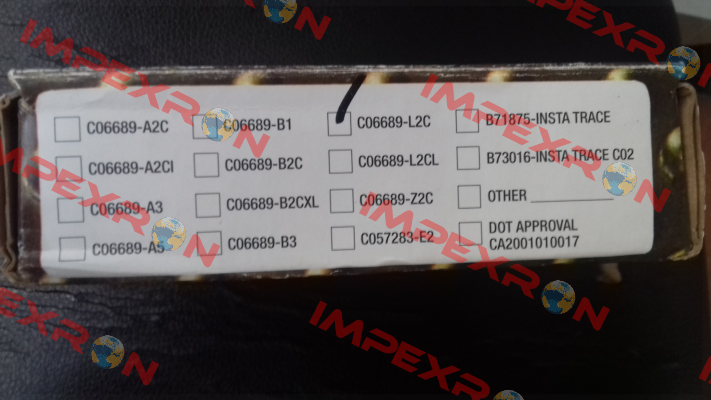 IMPEXRON
IMPEXRON
IMPEXRON
C06689-A2C
C06689-B1
C06689-L2C
B71875-INSTA TRACE
C06689-A2CI
C06689-B2C
C06689-L2CL
B73016-INSTA TRACE C02
C06689-A3
C06689-B2CXL
C06689-Z2C
OTHER
C06689-A5
C06689-B3
C057283-E2
DOT APPROVAL
CA2001010017
IMPEXRON
IMPEXRON
IMPEXRON
IMPEXRON
IMPEXRON